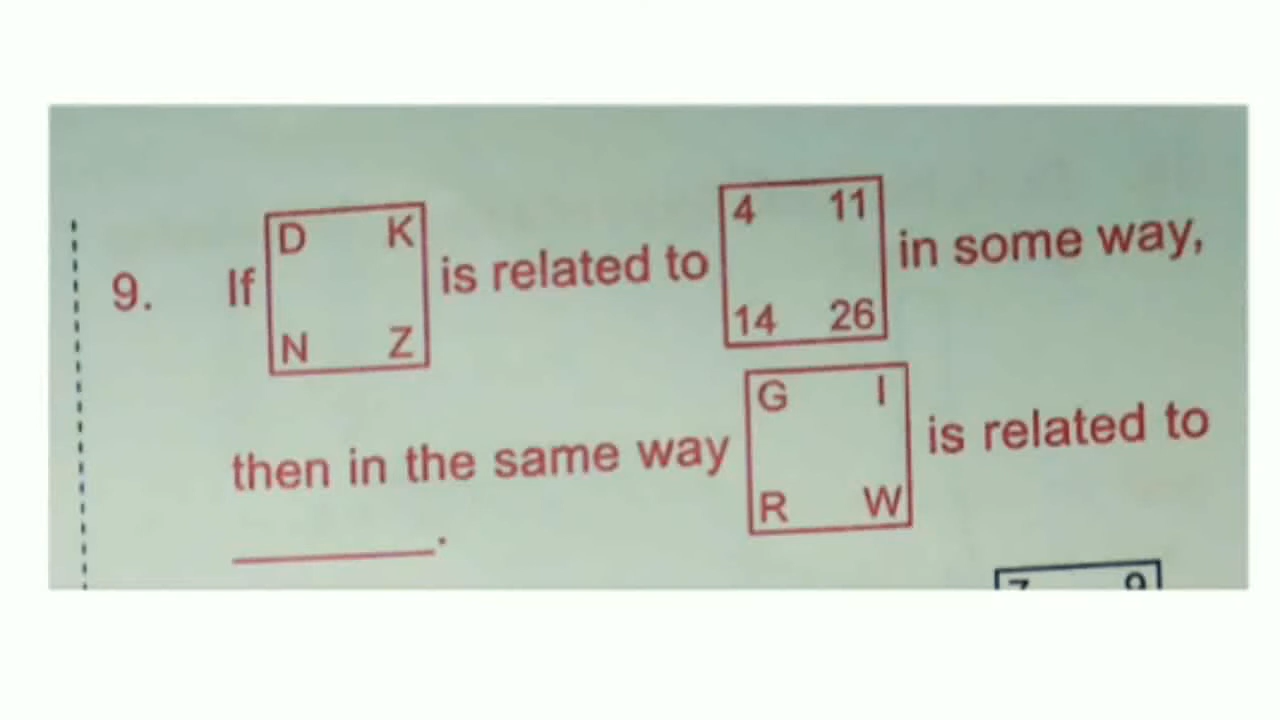 D K 4 11
9. If is related to in some way,
N Z 14 26
G I
then in the same way is related to
R W
_________.